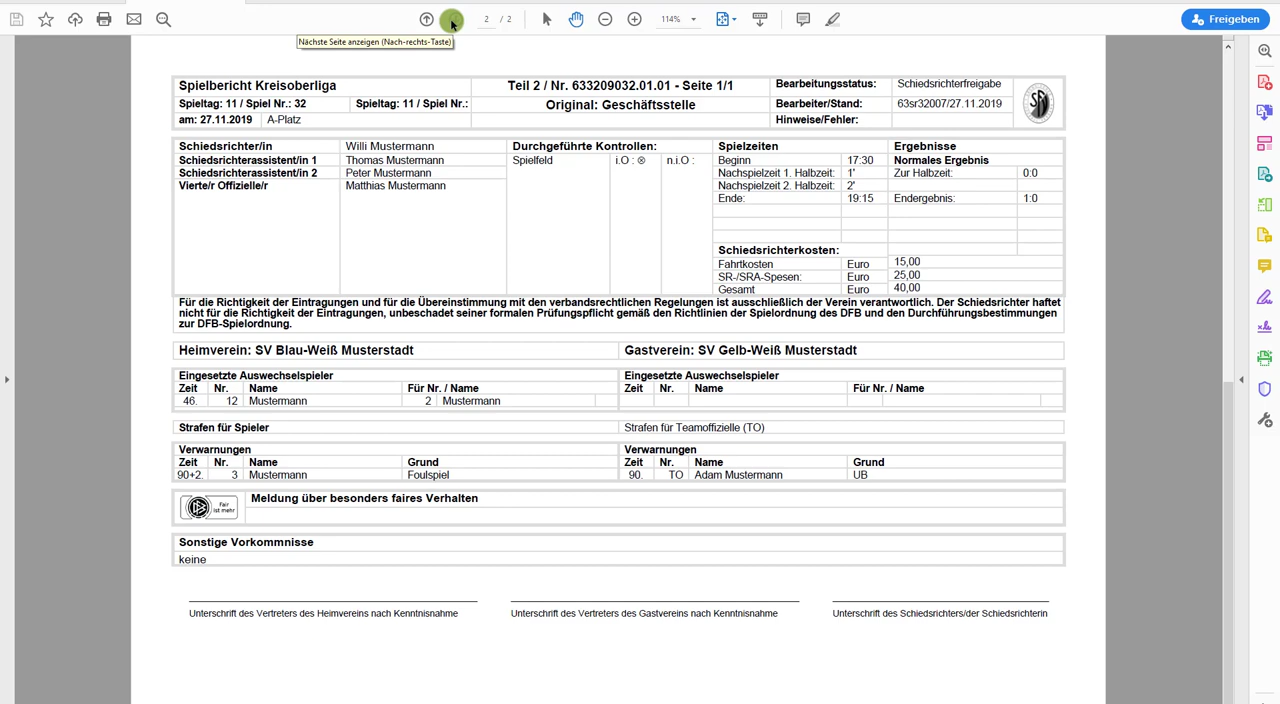 2 / 2
114%
Freigeben
Nächste Seite anzeigen (Nach-rechts-Taste)
Spielbericht Kreisoberliga
Teil 2 / Nr. 633209032.01.01 - Seite 1/1
Bearbeitungsstatus: Schiedsrichterfreigabe
Spieltag: 11 / Spiel Nr.: 32
Spieltag: 11 / Spiel Nr.:
Original: Geschäftsstelle
Bearbeiter/Stand: 63sr32007/27.11.2019
am: 27.11.2019 A-Platz
Hinweise/Fehler:
Schiedsrichter/in Willi Mustermann Durchgeführte Kontrollen: Spielzeiten Ergebnisse
Schiedsrichterassistent/in 1 Thomas Mustermann Spielfeld i.O : ⊗ n.i.O : Beginn 17:30 Normales Ergebnis
Schiedsrichterassistent/in 2 Peter Mustermann Nachspielzeit 1. Halbzeit: 1' Zur Halbzeit: 0:0
Vierte/r Offizielle/r Matthias Mustermann Nachspielzeit 2. Halbzeit: 2'
Ende: 19:15 Endergebnis: 1:0
Schiedsrichterkosten:
Fahrtkosten Euro 15,00
SR-/SRA-Spesen: Euro 25,00
Gesamt Euro 40,00
Für die Richtigkeit der Eintragungen und für die Übereinstimmung mit den verbandsrechtlichen Regelungen ist ausschließlich der Verein verantwortlich. Der Schiedsrichter haftet
nicht für die Richtigkeit der Eintragungen, unbeschadet seiner formalen Prüfungspflicht gemäß den Richtlinien der Spielordnung des DFB und den Durchführungsbestimmungen
zur DFB-Spielordnung.
Heimverein: SV Blau-Weiß Musterstadt Gastverein: SV Gelb-Weiß Musterstadt
Eingesetzte Auswechselspieler Eingesetzte Auswechselspieler
Zeit Nr. Name Für Nr. / Name Zeit Nr. Name Für Nr. / Name
46. 12 Mustermann 2 Mustermann
Strafen für Spieler Strafen für Teamoffizielle (TO)
Verwarnungen Verwarnungen
Zeit Nr. Name Grund Zeit Nr. Name Grund
90+2. 3 Mustermann Foulspiel 90. TO Adam Mustermann UB
Meldung über besonders faires Verhalten
Fair
ist mehr
Sonstige Vorkommnisse
keine
Unterschrift des Vertreters des Heimvereins nach Kenntnisnahme Unterschrift des Vertreters des Gastvereins nach Kenntnisnahme Unterschrift des Schiedsrichters/der Schiedsrichterin